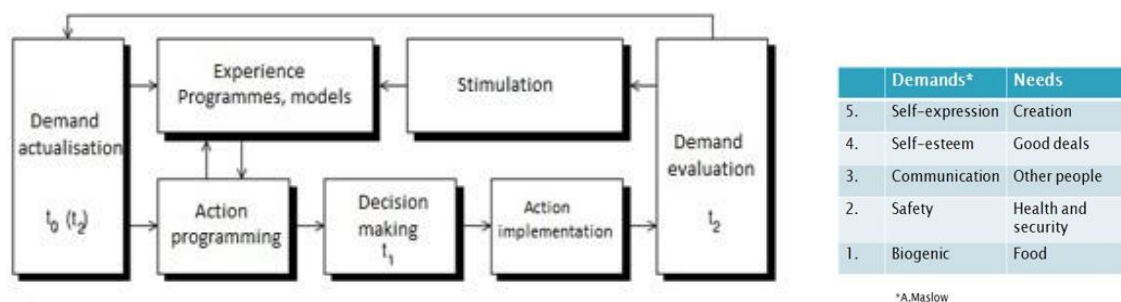 Demand
actualisation
t0 (t2)
Experience
Programmes, models
Stimulation
Action
programming
Decision
making
t1
Action
implementation
Demand
evaluation
t2
Demands* Needs
5. Self-expression Creation
4. Self-esteem Good deals
3. Communication Other people
2. Safety Health and
security
1. Biogenic Food
*A.Maslow